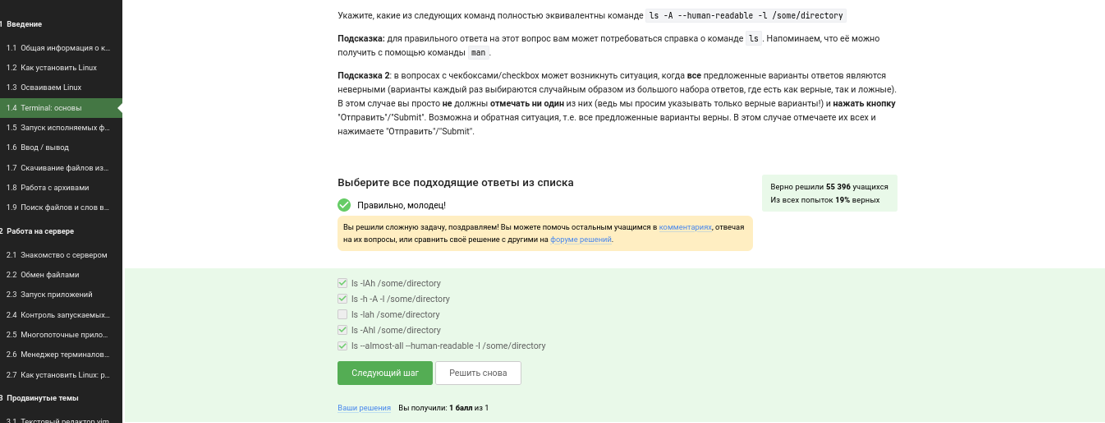 1 Введение
1.1 Общая информация о к...
1.2 Как установить Linux
1.3 Осваиваем Linux
1.4 Terminal: основы
1.5 Запуск исполняемых ф...
1.6 Ввод / вывод
1.7 Скачивание файлов из...
1.8 Работа с архивами
1.9 Поиск файлов и слов в...
2 Работа на сервере
2.1 Знакомство с сервером
2.2 Обмен файлами
2.3 Запуск приложений
2.4 Контроль запускаемых...
2.5 Многопоточные прило...
2.6 Менеджер терминалов...
2.7 Как установить Linux: р...
3 Продвинутые темы
3.1 Текстовый редактор vim
Укажите, какие из следующих команд полностью эквивалентны команде ls -A --human-readable -l /some/directory
Подсказка: для правильного ответа на этот вопрос вам может потребоваться справка о команде ls. Напоминаем, что её можно
получить с помощью команды man.
Подсказка 2: в вопросах с чекбоксами/checkbox может возникнуть ситуация, когда все предложенные варианты ответов являются
неверными (варианты каждый раз выбираются случайным образом из большого набора ответов, где есть как верные, так и ложные).
В этом случае вы просто не должны отмечать ни один из них (ведь мы просим указывать только верные варианты!) и нажать кнопку
"Отправить"/"Submit". Возможна и обратная ситуация, т.е. все предложенные варианты верны. В этом случае отмечаете их всех и
нажимаете "Отправить"/"Submit".
Выберите все подходящие ответы из списка
Верно решили 55 396 учащихся
Из всех попыток 19% верных
Правильно, молодец!
Вы решили сложную задачу, поздравляем! Вы можете помочь остальным учащимся в комментариях, отвечая
на их вопросы, или сравнить своё решение с другими на форуме решений.
ls -lAh /some/directory
ls -h -A -l /some/directory
ls -lah /some/directory
ls -Ahl /some/directory
ls --almost-all --human-readable -l /some/directory
Следующий шаг
Решить снова
Ваши решения Вы получили: 1 балл из 1